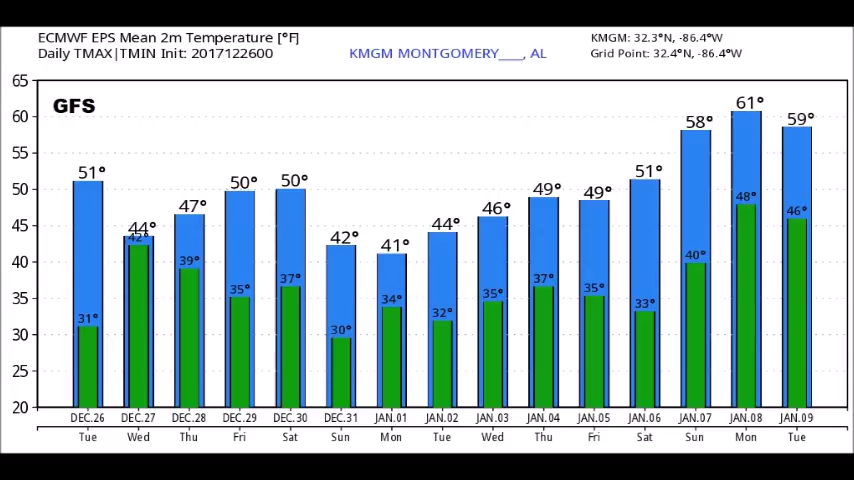 ECMWF EPS Mean 2m Temperature [°F]
Daily TMAX|TMIN Init: 2017122600
KMGM MONTGOMERY___, AL
KMGM: 32.3°N, -86.4°W
Grid Point: 32.4°N, -86.4°W
GFS
65
60
55
50
45
40
35
30
25
20
51° 44° 47° 50° 50° 42° 41° 44° 46° 49° 49° 51° 58° 61° 59°
31° 42° 39° 35° 37° 30° 34° 32° 35° 37° 35° 33° 40° 48° 46°
DEC.26 DEC.27 DEC.28 DEC.29 DEC.30 DEC.31 JAN.01 JAN.02 JAN.03 JAN.04 JAN.05 JAN.06 JAN.07 JAN.08 JAN.09
Tue Wed Thu Fri Sat Sun Mon Tue Wed Thu Fri Sat Sun Mon Tue